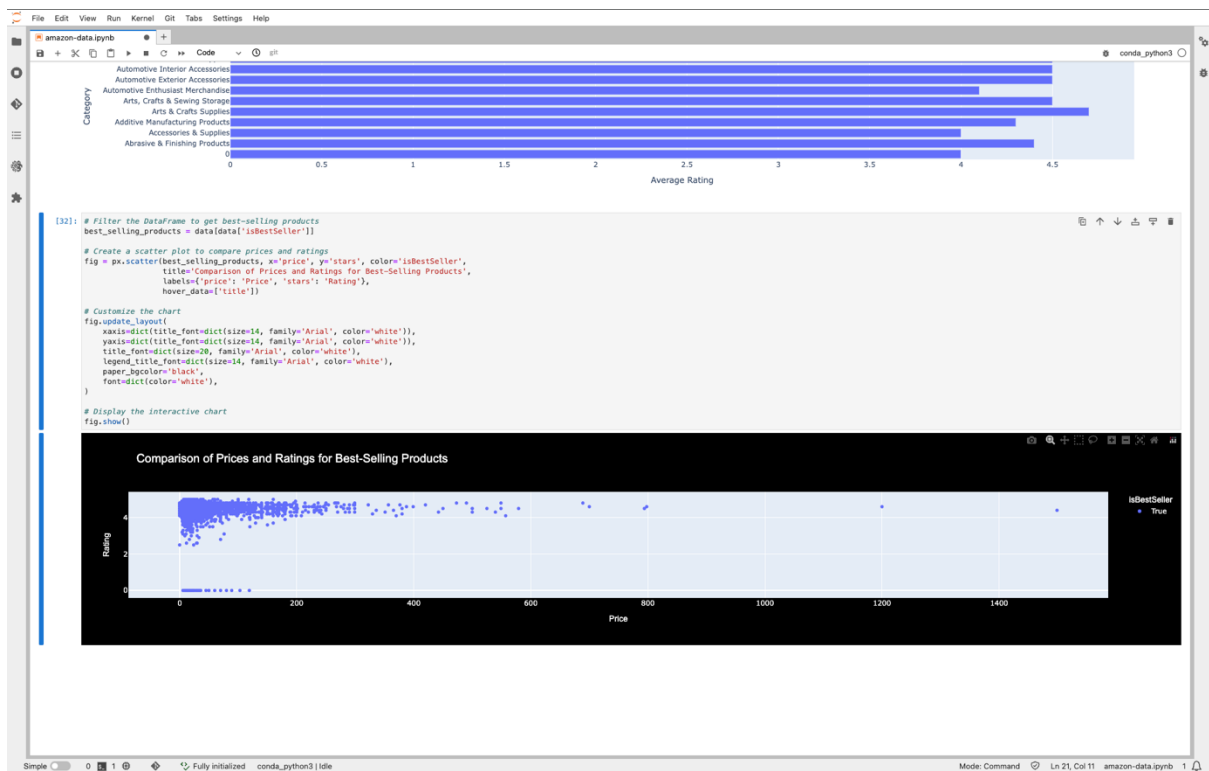 File Edit View Run Kernel Git Tabs Settings Help
amazon-data.ipynb
Code git conda_python3
Automotive Interior Accessories
Automotive Exterior Accessories
Automotive Enthusiast Merchandise
Arts, Crafts & Sewing Storage
Arts & Crafts Supplies
Additive Manufacturing Products
Accessories & Supplies
Abrasive & Finishing Products
0
Category
0 0.5 1 1.5 2 2.5 3 3.5 4 4.5
Average Rating
[32]: # Filter the DataFrame to get best-selling products
best_selling_products = data[data['isBestSeller']]
# Create a scatter plot to compare prices and ratings
fig = px.scatter(best_selling_products, x='price', y='stars', color='isBestSeller',
title='Comparison of Prices and Ratings for Best-Selling Products',
labels={'price': 'Price', 'stars': 'Rating'},
hover_data=['title'])
# Customize the chart
fig.update_layout(
xaxis=dict(title_font=dict(size=14, family='Arial', color='white')),
yaxis=dict(title_font=dict(size=14, family='Arial', color='white')),
title_font=dict(size=20, family='Arial', color='white'),
legend_title_font=dict(size=14, family='Arial', color='white'),
paper_bgcolor='black',
font=dict(color='white'),
)
# Display the interactive chart
fig.show()
Comparison of Prices and Ratings for Best-Selling Products
isBestSeller
True
4
2
0
Rating
0 200 400 600 800 1000 1200 1400
Price
Simple 0 1 Fully initialized conda_python3 | Idle Mode: Command Ln 21, Col 11 amazon-data.ipynb 1